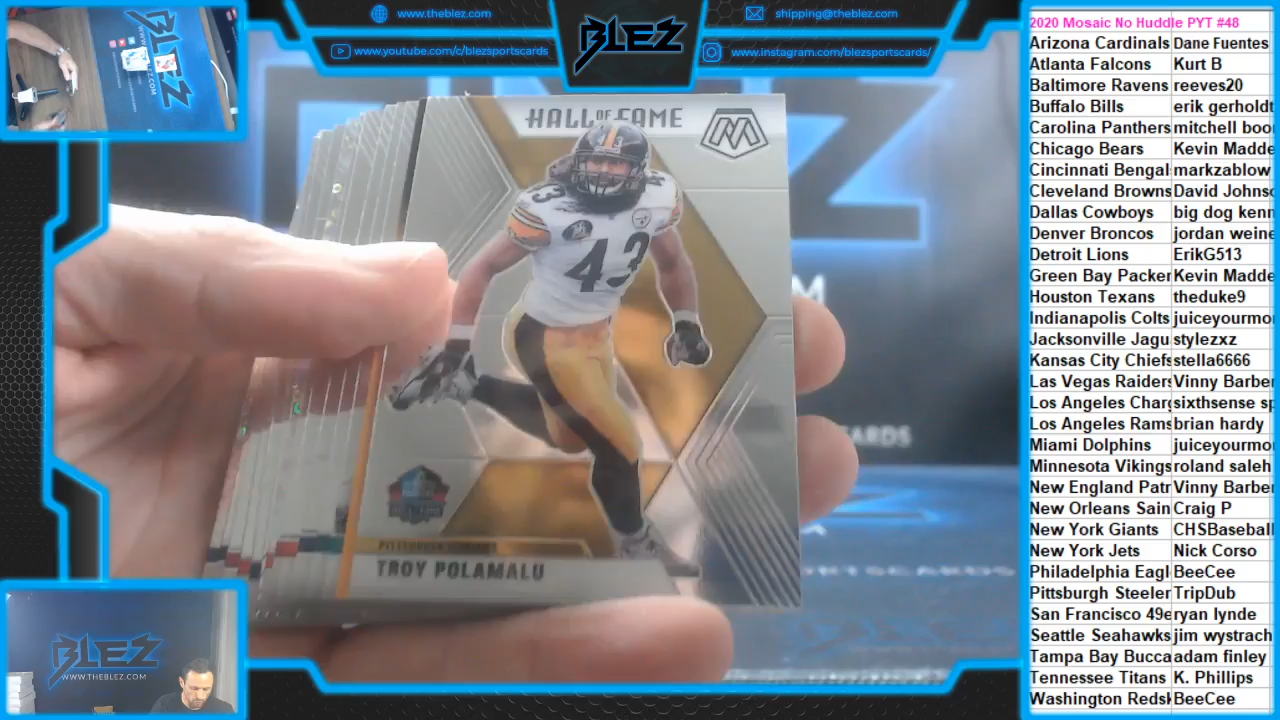 www.theblez.com
www.youtube.com/c/blezsportscards
BLEZ
shipping@theblez.com
www.instagram.com/blezsportscards/
HALL OF FAME
43
PITTSBURGH STEELERS
TROY POLAMALU
BLEZ
WWW.THEBLEZ.COM
2020 Mosaic No Huddle PYT #48
Arizona Cardinals Dane Fuentes
Atlanta Falcons Kurt B
Baltimore Ravens reeves20
Buffalo Bills erik gerholdt
Carolina Panthers mitchell boo
Chicago Bears Kevin Madde
Cincinnati Bengal markzablow
Cleveland Browns David Johnso
Dallas Cowboys big dog kenn
Denver Broncos jordan weine
Detroit Lions ErikG513
Green Bay Packer Kevin Madde
Houston Texans theduke9
Indianapolis Colts juiceyourmo
Jacksonville Jagu stylezxz
Kansas City Chiefs stella6666
Las Vegas Raiders Vinny Barber
Los Angeles Charg sixthsense sp
Los Angeles Rams brian hardy
Miami Dolphins juiceyourmo
Minnesota Vikings roland saleh
New England Patr Vinny Barber
New Orleans Sain Craig P
New York Giants CHSBaseball
New York Jets Nick Corso
Philadelphia Eagl BeeCee
Pittsburgh Steeler TripDub
San Francisco 49e ryan lynde
Seattle Seahawks jim wystrach
Tampa Bay Bucca adam finley
Tennessee Titans K. Phillips
Washington Redsk BeeCee